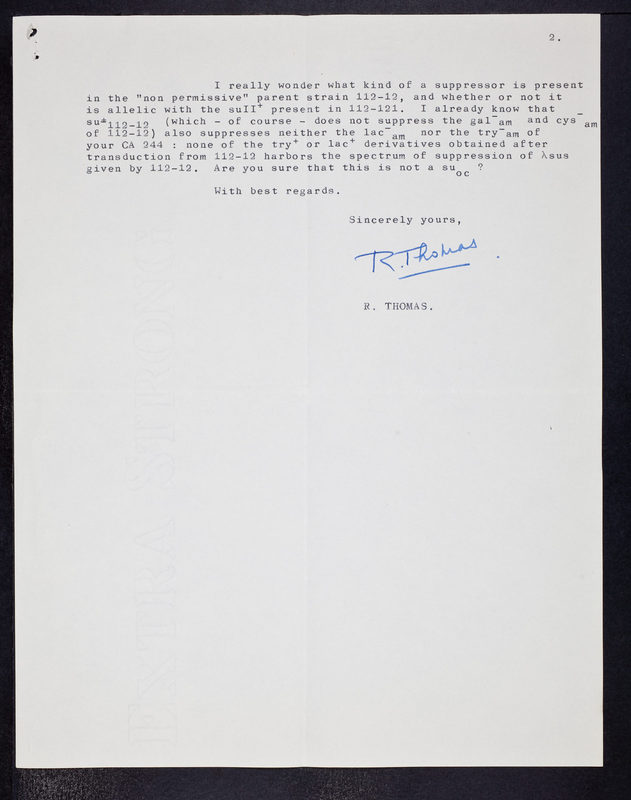 2.
I really wonder what kind of a suppressor is present
in the "non permissive" parent strain 112-12, and whether or not it
is allelic with the suII⁺ present in 112-121. I already know that
su±112-12 (which - of course - does not suppress the gal⁻am and cys⁻am
of 112-12) also suppresses neither the lac⁻am nor the try⁻am of
your CA 244 : none of the try⁺ or lac⁺ derivatives obtained after
transduction from 112-12 harbors the spectrum of suppression of λsus
given by 112-12. Are you sure that this is not a suoc ?
With best regards.
Sincerely yours,
R. Thomas
R. THOMAS.
EXTRA STRONG